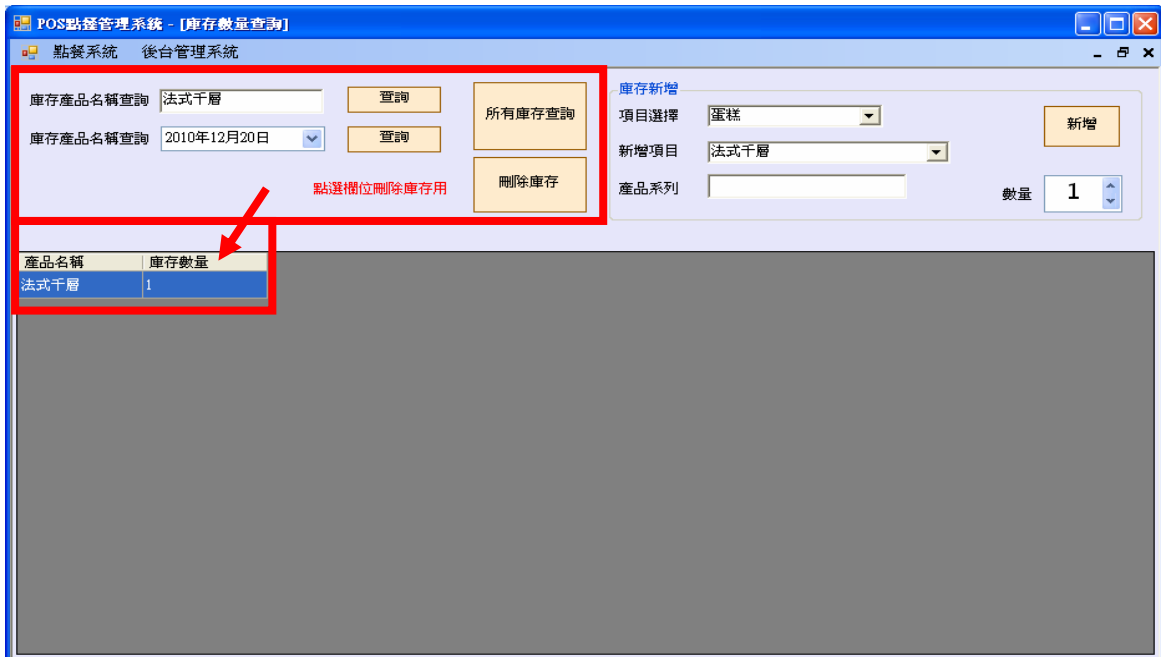 POS點餐管理系統 - [庫存數量查詢]
點餐系統 後台管理系統
庫存產品名稱查詢 法式千層 查詢
庫存產品名稱查詢 2010年12月20日 查詢
所有庫存查詢
點選欄位刪除庫存用 刪除庫存
庫存新增
項目選擇 蛋糕 新增
新增項目 法式千層
產品系列
數量 1
產品名稱 庫存數量
法式千層 1